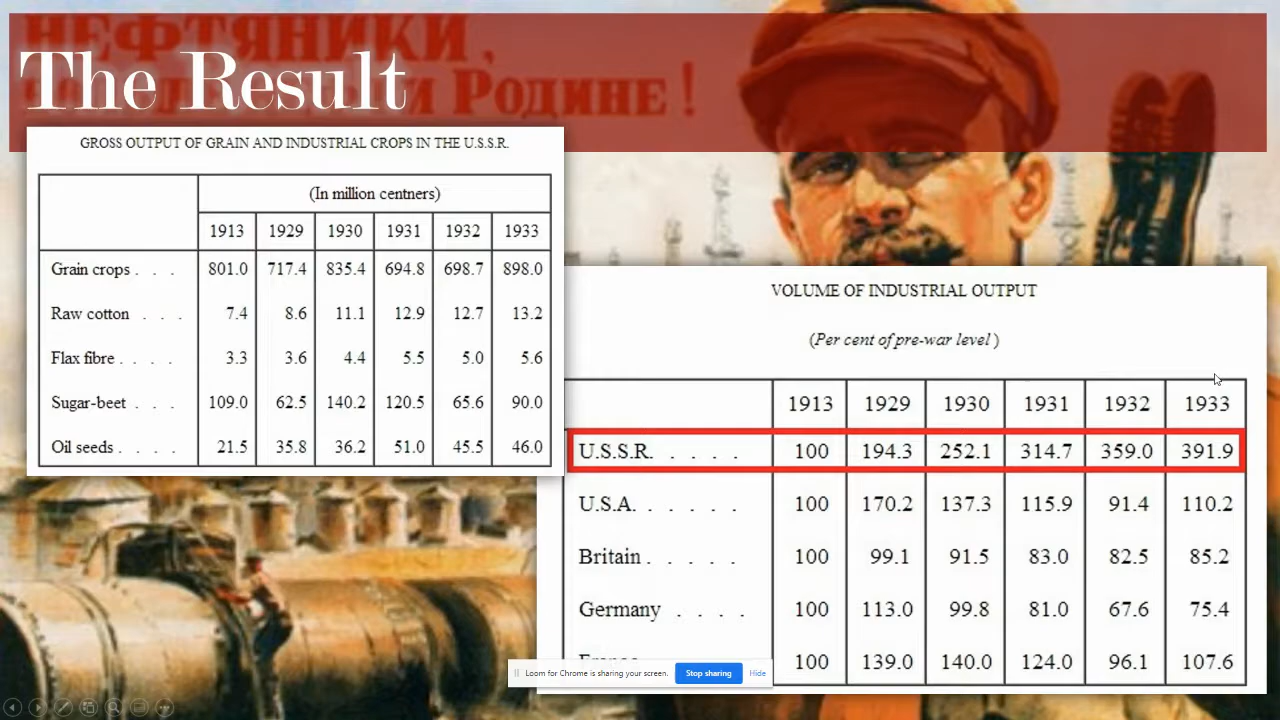 НЕФТЯНИКИ,
И РОДИНЕ!
The Result
GROSS OUTPUT OF GRAIN AND INDUSTRIAL CROPS IN THE U.S.S.R.
(In million centners)
1913 1929 1930 1931 1932 1933
Grain crops . . . 801.0 717.4 835.4 694.8 698.7 898.0
Raw cotton . . . 7.4 8.6 11.1 12.9 12.7 13.2
Flax fibre . . . . 3.3 3.6 4.4 5.5 5.0 5.6
Sugar-beet . . . 109.0 62.5 140.2 120.5 65.6 90.0
Oil seeds . . . . 21.5 35.8 36.2 51.0 45.5 46.0
VOLUME OF INDUSTRIAL OUTPUT
(Per cent of pre-war level )
1913 1929 1930 1931 1932 1933
U.S.S.R. . . . . 100 194.3 252.1 314.7 359.0 391.9
U.S.A. . . . . . 100 170.2 137.3 115.9 91.4 110.2
Britain . . . . . 100 99.1 91.5 83.0 82.5 85.2
Germany . . . . 100 113.0 99.8 81.0 67.6 75.4
100 139.0 140.0 124.0 96.1 107.6
Loom for Chrome is sharing your screen. Stop sharing Hide